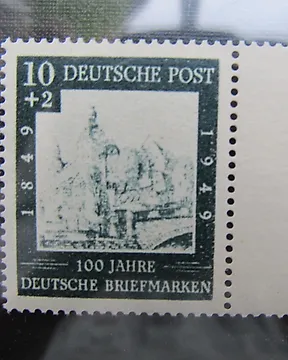 10 DEUTSCHE POST
+2
1849
1949
100 JAHRE
DEUTSCHE BRIEFMARKEN